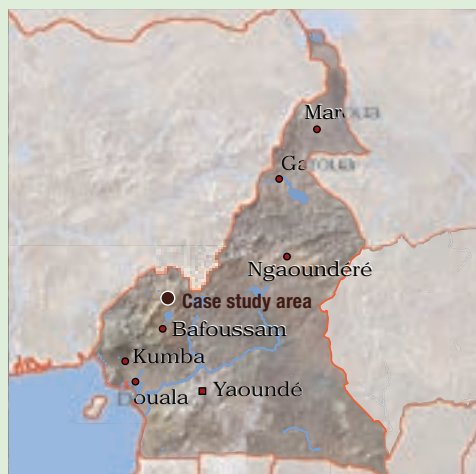 Maroua
Garoua
Ngaoundéré
Case study area
Bafoussam
Kumba
Douala
Yaoundé